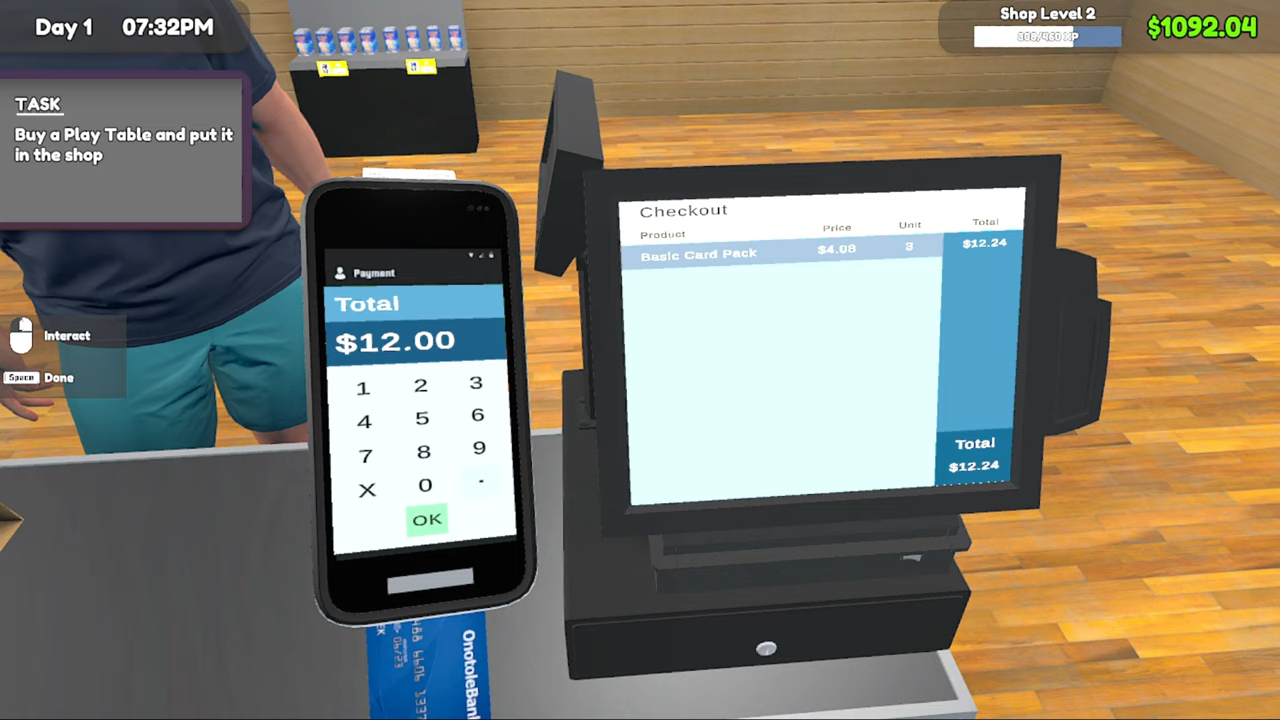 Day 1 07:32PM
Shop Level 2
$1092.04
TASK
Buy a Play Table and put it
in the shop
Interact
Space Done
Payment
Total
$12.00
1 2 3
4 5 6
7 8 9
X 0 .
OK
Checkout
Product Price Unit Total
Basic Card Pack $4.08 3 $12.24
Total
$12.24
OnotoleBank